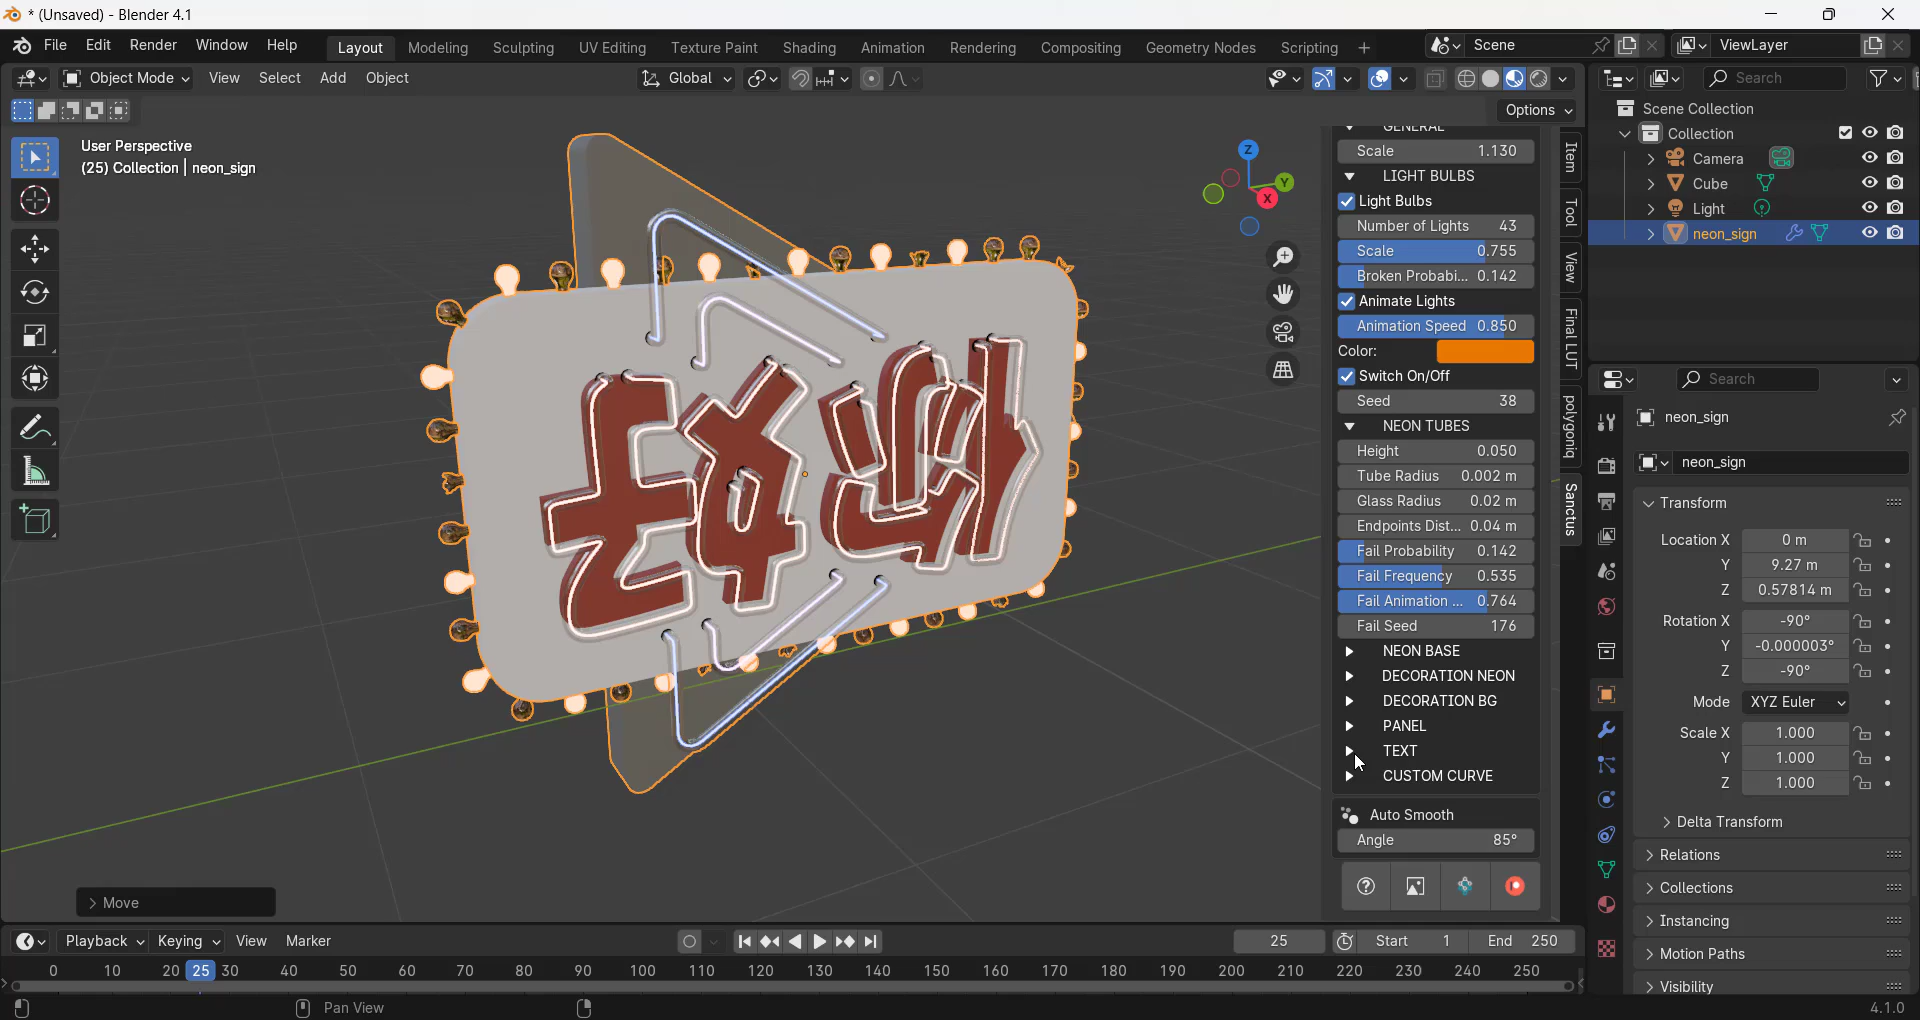 * (Unsaved) - Blender 4.1
File Edit Render Window Help
Layout Modeling Sculpting UV Editing Texture Paint Shading Animation Rendering Compositing Geometry Nodes Scripting +
Scene
ViewLayer
Object Mode View Select Add Object
Global
Search
Options
User Perspective
(25) Collection | neon_sign
Z
Y
X
GENERAL
Scale 1.130
LIGHT BULBS
Light Bulbs
Number of Lights 43
Scale 0.755
Broken Probabi... 0.142
Animate Lights
Animation Speed 0.850
Color:
Switch On/Off
Seed 38
NEON TUBES
Height 0.050
Tube Radius 0.002 m
Glass Radius 0.02 m
Endpoints Dist... 0.04 m
Fail Probability 0.142
Fail Frequency 0.535
Fail Animation ... 0.764
Fail Seed 176
NEON BASE
DECORATION NEON
DECORATION BG
PANEL
TEXT
CUSTOM CURVE
Auto Smooth
Angle 85°
Item
Tool
View
Final LUT
polygoniq
Sanctus
Scene Collection
Collection
Camera
Cube
Light
neon_sign
Search
neon_sign
neon_sign
Transform
Location X 0 m
Y 9.27 m
Z 0.57814 m
Rotation X -90°
Y -0.000003°
Z -90°
Mode XYZ Euler
Scale X 1.000
Y 1.000
Z 1.000
Delta Transform
Relations
Collections
Instancing
Motion Paths
Visibility
Move
Playback Keying View Marker
25 Start 1 End 250
0 10 20 25 30 40 50 60 70 80 90 100 110 120 130 140 150 160 170 180 190 200 210 220 230 240 250
Pan View
4.1.0